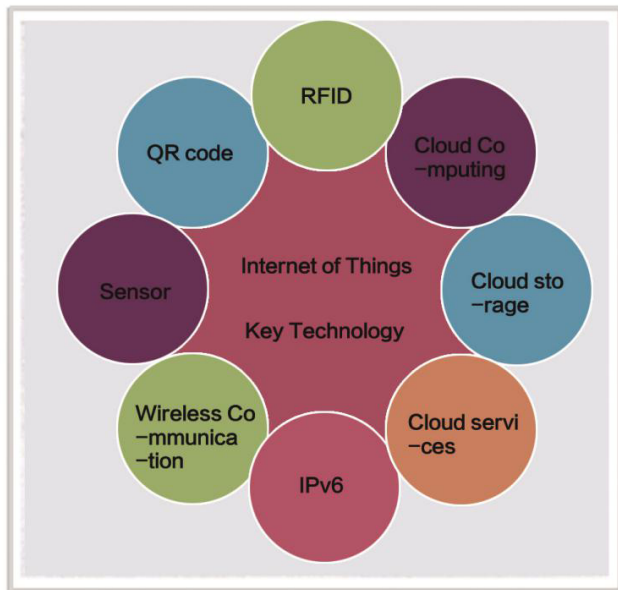 RFID
QR code
Cloud Co
-mputing
Internet of Things
Sensor
Cloud sto
-rage
Key Technology
Wireless Co
-mmunica
-tion
Cloud servi
-ces
IPv6